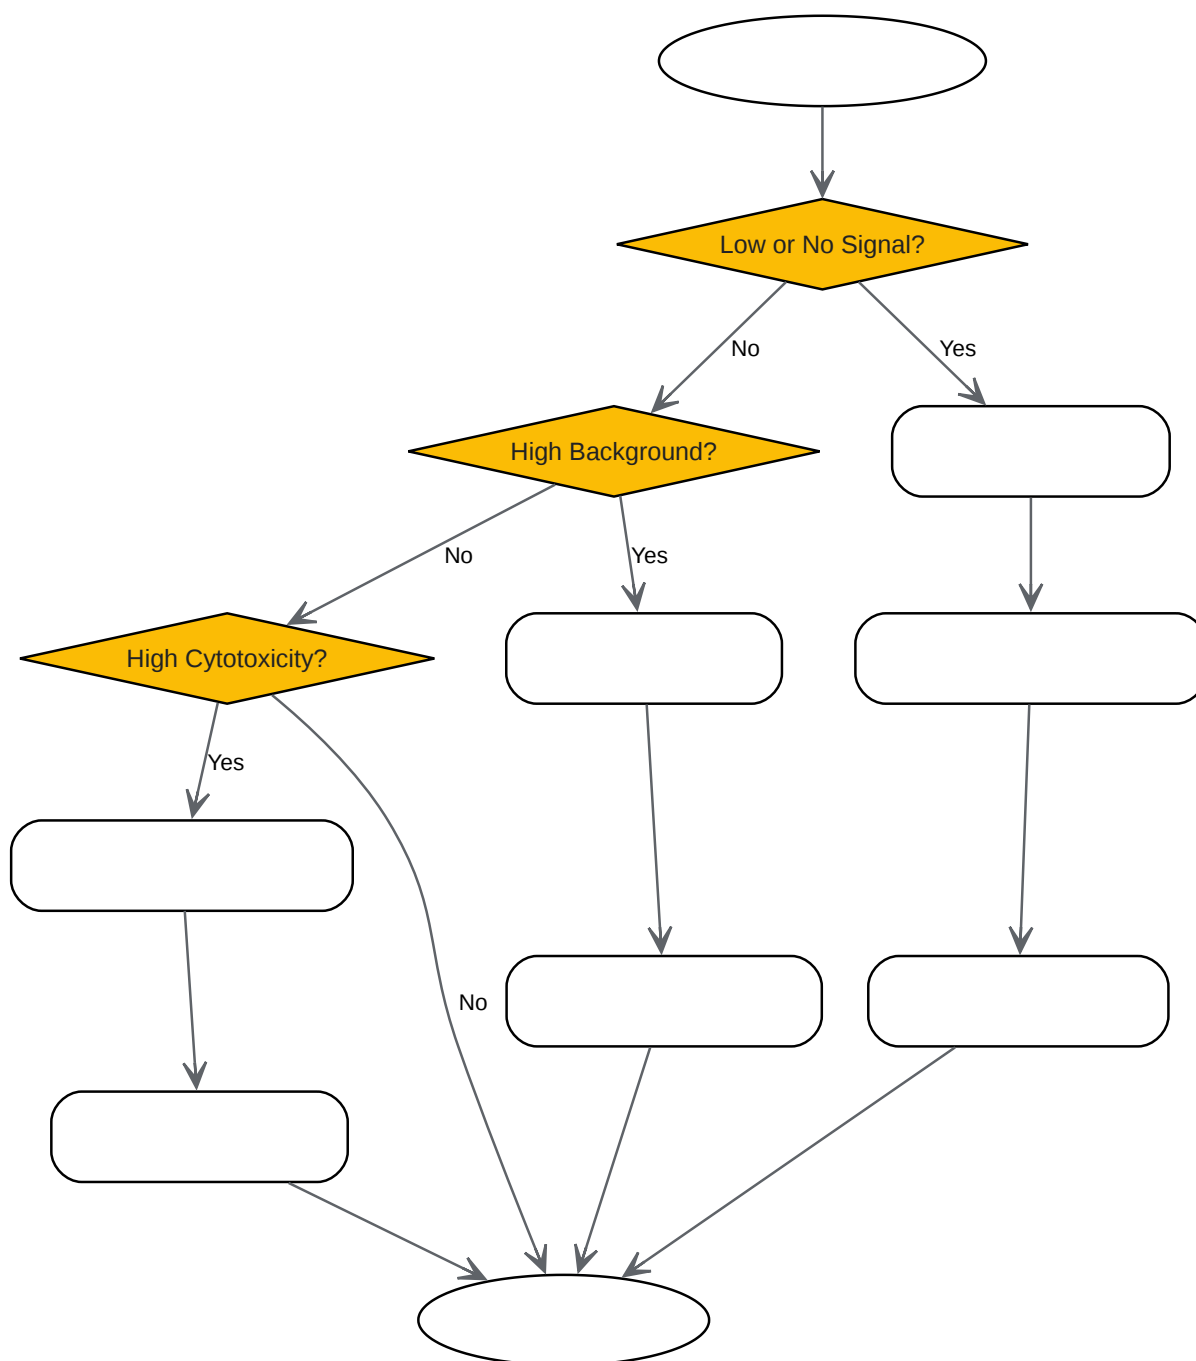 Low or No Signal?
No
Yes
High Background?
No
Yes
High Cytotoxicity?
Yes
No